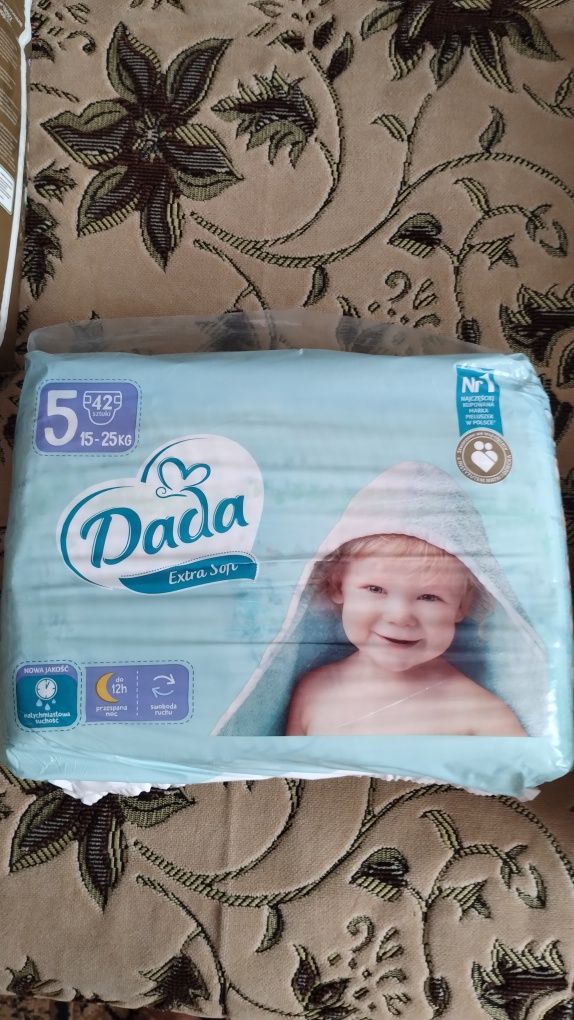 5
42
sztuki
15-25KG
Nr 1
NAJCZĘŚCIEJ
KUPOWANA
MARKA
PIELUSZEK
W POLSCE*
Dada
Extra Soft
NOWA JAKOŚĆ
natychmiastowa
suchość
do
12h
przespana
noc
swoboda
ruchu